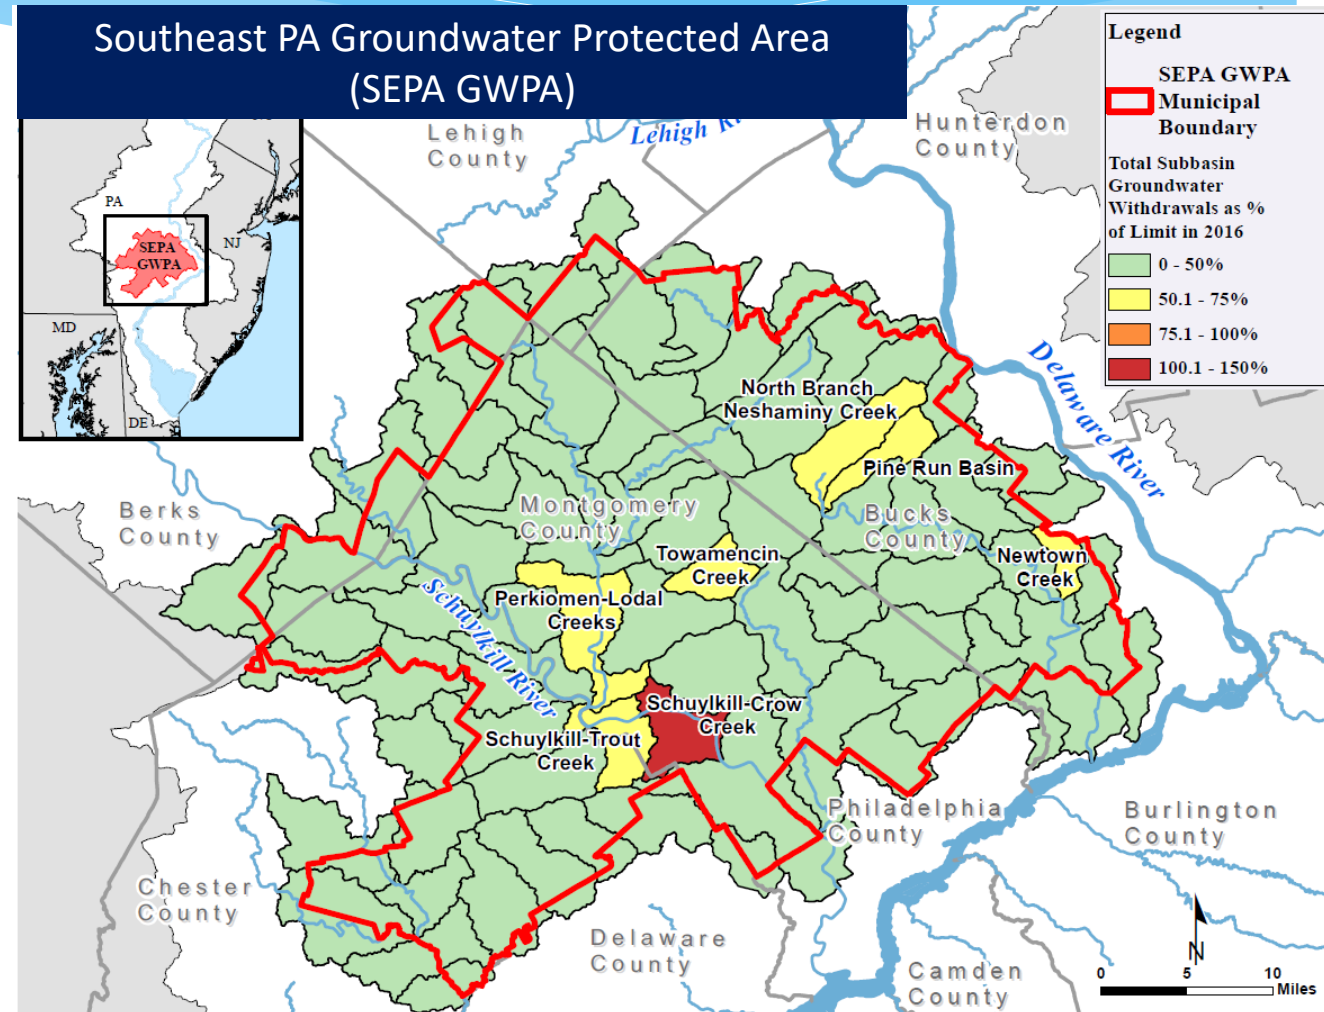 Southeast PA Groundwater Protected Area
(SEPA GWPA)
Legend
SEPA GWPA
Municipal
Boundary
Total Subbasin
Groundwater
Withdrawals as %
of Limit in 2016
0 - 50%
50.1 - 75%
75.1 - 100%
100.1 - 150%
PA
NJ
SEPA
GWPA
MD
DE
Lehigh
County
Lehigh
Hunterdon
County
Delaware River
North Branch
Neshaminy Creek
Pine Run Basin
Berks
County
Montgomery
County
Bucks
County
Towamencin
Creek
Newtown
Creek
Perkiomen-Lodal
Creeks
Schuylkill River
Schuylkill-Crow
Creek
Schuylkill-Trout
Creek
Philadelphia
County
Burlington
County
Chester
County
Delaware
County
Camden
County
N
0 5 10
Miles